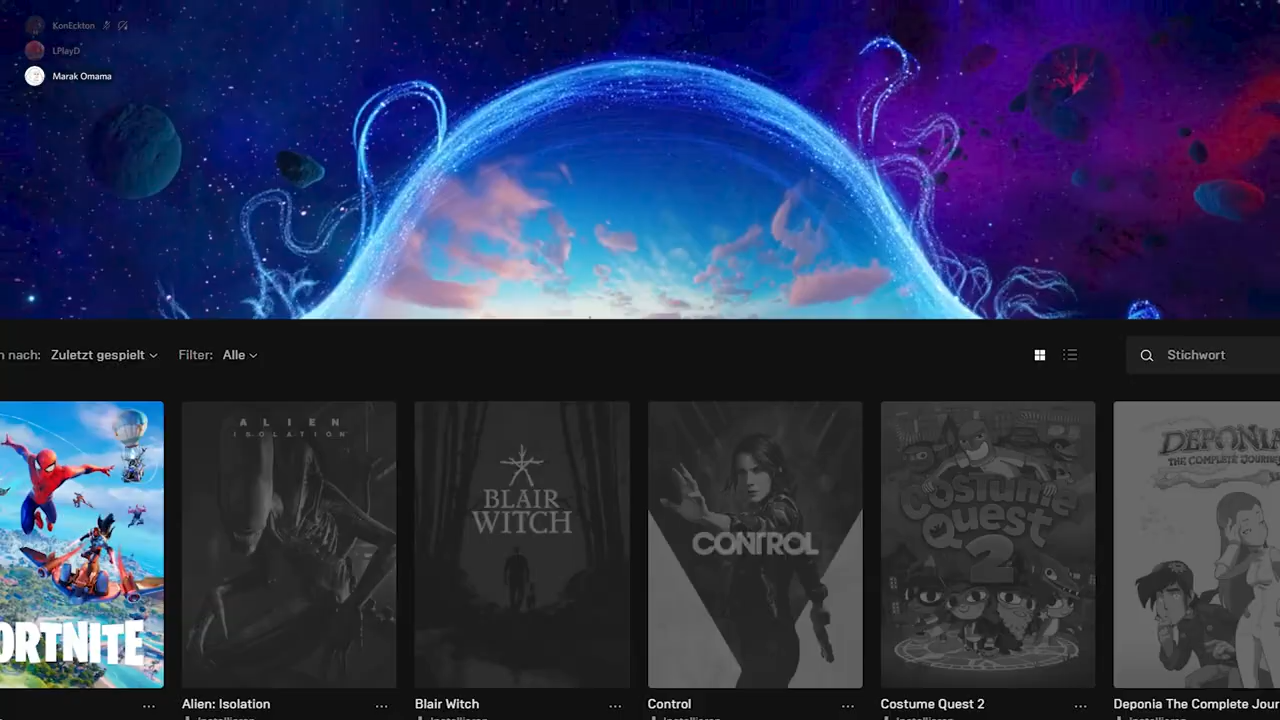 KonEckton
LPlayD
Marak Omama
n nach: Zuletzt gespielt Filter: Alle
Stichwort
ORTNITE
ALIEN
ISOLATION
BLAIR
WITCH
CONTROL
Costume
Quest
2
DEPONIA
THE COMPLETE JOURNE
Alien: Isolation
Blair Witch
Control
Costume Quest 2
Deponia The Complete Jour